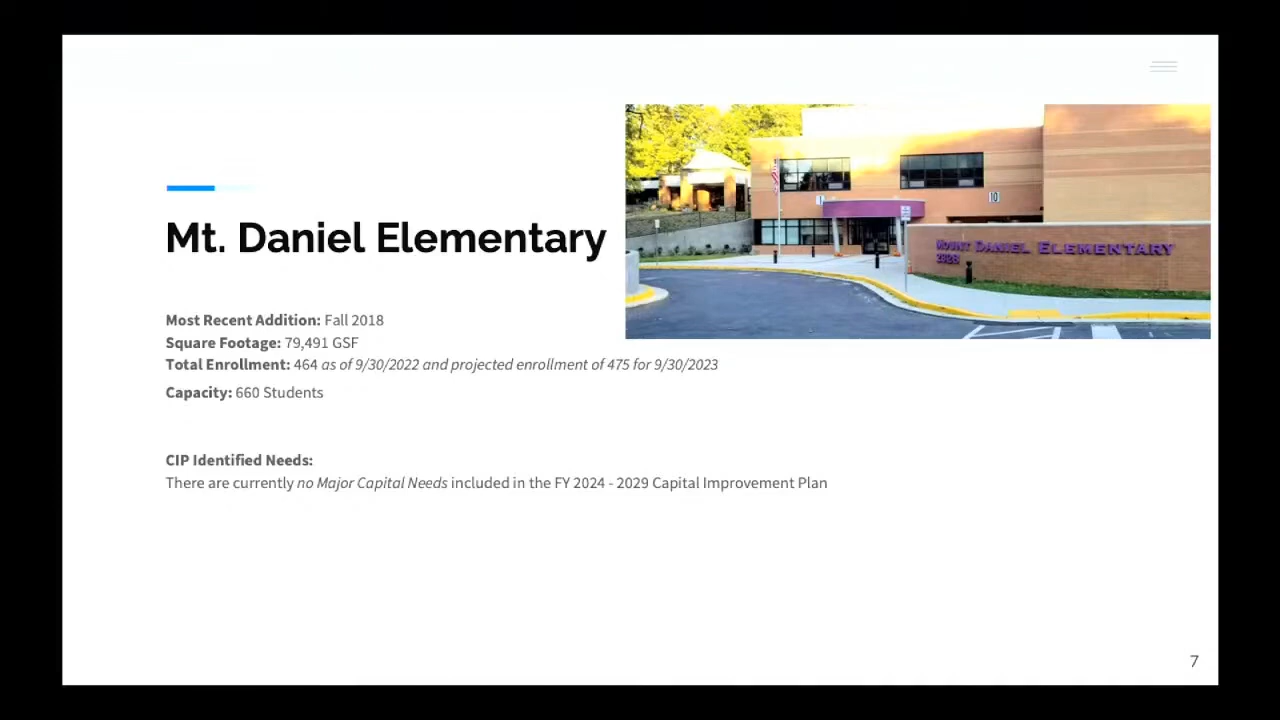 Mt. Daniel Elementary
MOUNT DANIEL ELEMENTARY
2328
10
Most Recent Addition: Fall 2018
Square Footage: 79,491 GSF
Total Enrollment: 464 as of 9/30/2022 and projected enrollment of 475 for 9/30/2023
Capacity: 660 Students
CIP Identified Needs:
There are currently no Major Capital Needs included in the FY 2024 - 2029 Capital Improvement Plan
7